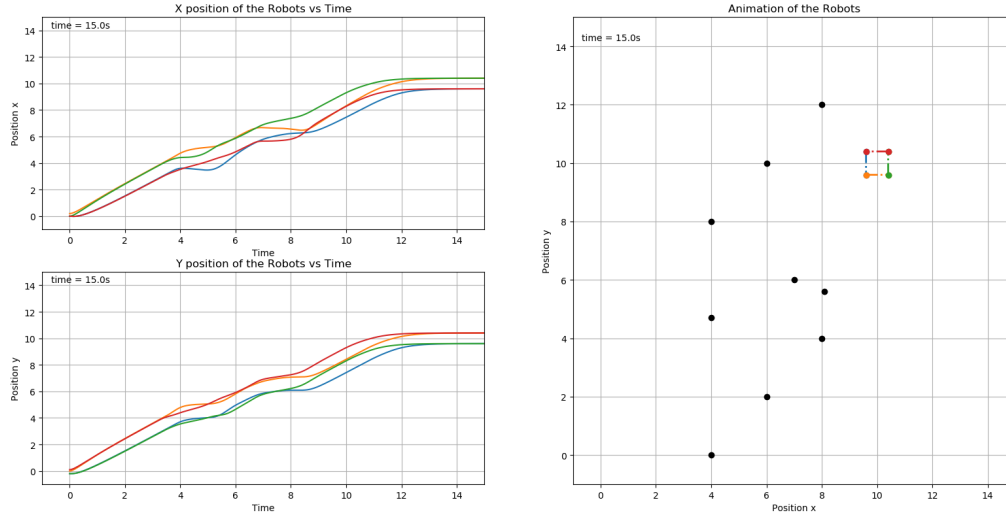 X position of the Robots vs Time
time = 15.0s
14
12
10
8
6
4
2
0
Position x
0 2 4 6 8 10 12 14
Time
Y position of the Robots vs Time
time = 15.0s
14
12
10
8
6
4
2
0
Position y
0 2 4 6 8 10 12 14
Time
Animation of the Robots
time = 15.0s
14
12
10
8
6
4
2
0
Position y
0 2 4 6 8 10 12 14
Position x